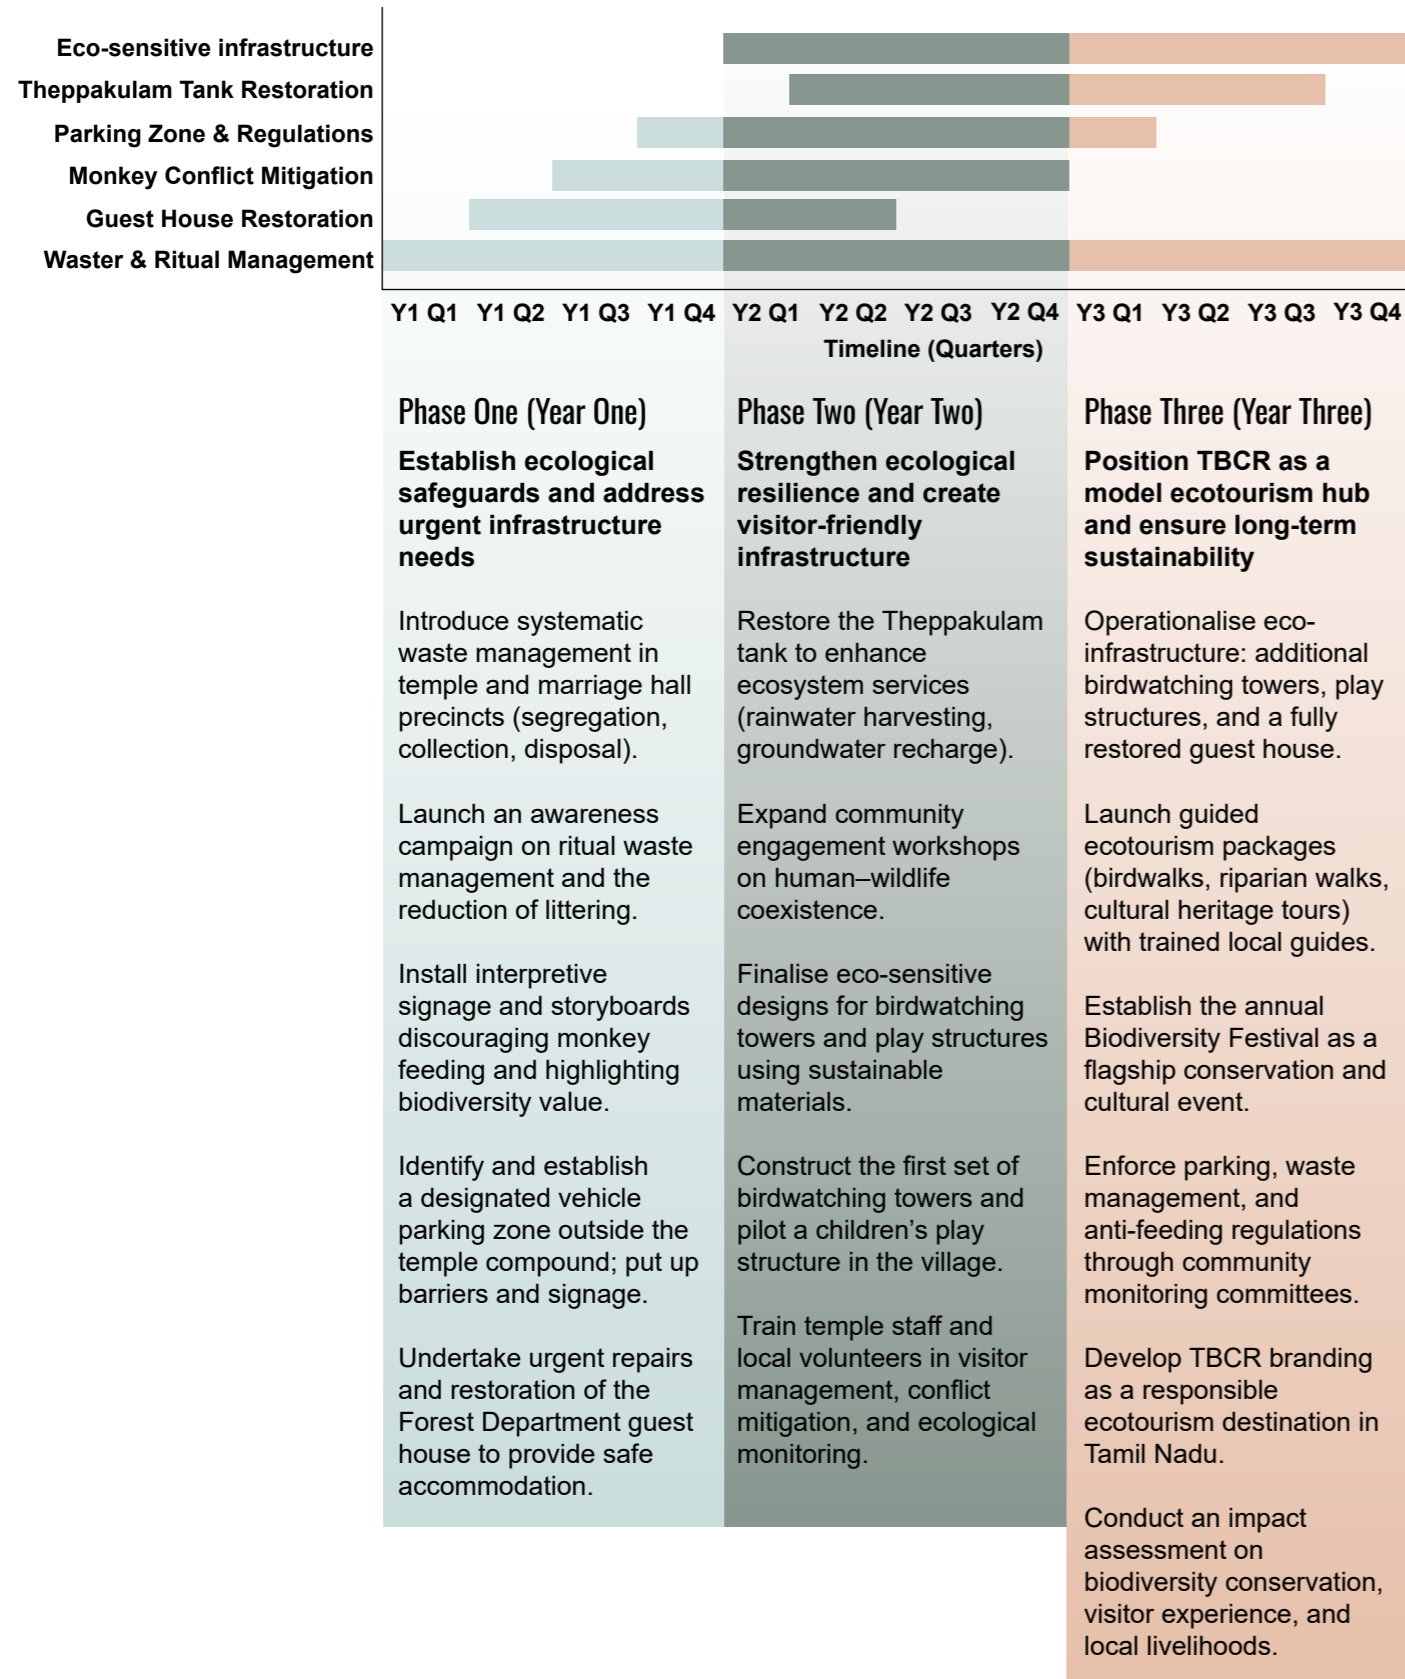 Eco-sensitive infrastructure
Theppakulam Tank Restoration
Parking Zone & Regulations
Monkey Conflict Mitigation
Guest House Restoration
Waster & Ritual Management
Y1 Q1 Y1 Q2 Y1 Q3 Y1 Q4 Y2 Q1 Y2 Q2 Y2 Q3 Y2 Q4 Y3 Q1 Y3 Q2 Y3 Q3 Y3 Q4
Timeline (Quarters)
Phase One (Year One)
Establish ecological
safeguards and address
urgent infrastructure
needs
Introduce systematic
waste management in
temple and marriage hall
precincts (segregation,
collection, disposal).
Launch an awareness
campaign on ritual waste
management and the
reduction of littering.
Install interpretive
signage and storyboards
discouraging monkey
feeding and highlighting
biodiversity value.
Identify and establish
a designated vehicle
parking zone outside the
temple compound; put up
barriers and signage.
Undertake urgent repairs
and restoration of the
Forest Department guest
house to provide safe
accommodation.
Phase Two (Year Two)
Strengthen ecological
resilience and create
visitor-friendly
infrastructure
Restore the Theppakulam
tank to enhance
ecosystem services
(rainwater harvesting,
groundwater recharge).
Expand community
engagement workshops
on human–wildlife
coexistence.
Finalise eco-sensitive
designs for birdwatching
towers and play structures
using sustainable
materials.
Construct the first set of
birdwatching towers and
pilot a children’s play
structure in the village.
Train temple staff and
local volunteers in visitor
management, conflict
mitigation, and ecological
monitoring.
Phase Three (Year Three)
Position TBCR as a
model ecotourism hub
and ensure long-term
sustainability
Operationalise eco-
infrastructure: additional
birdwatching towers, play
structures, and a fully
restored guest house.
Launch guided
ecotourism packages
(birdwalks, riparian walks,
cultural heritage tours)
with trained local guides.
Establish the annual
Biodiversity Festival as a
flagship conservation and
cultural event.
Enforce parking, waste
management, and
anti-feeding regulations
through community
monitoring committees.
Develop TBCR branding
as a responsible
ecotourism destination in
Tamil Nadu.
Conduct an impact
assessment on
biodiversity conservation,
visitor experience, and
local livelihoods.